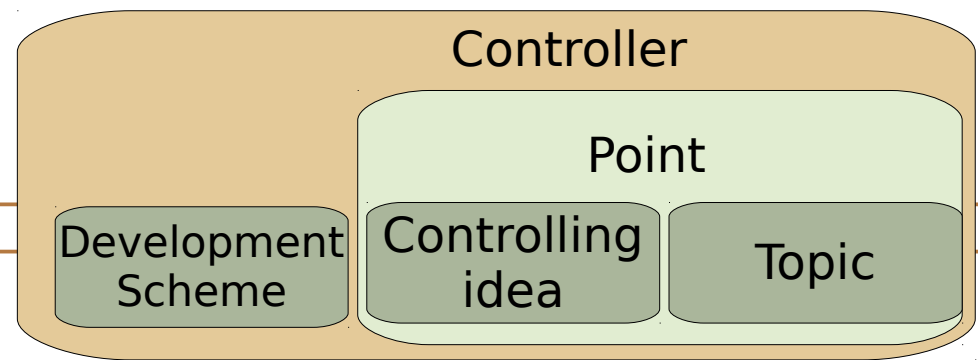 Controller
Point
Development
Scheme
Controlling
idea
Topic